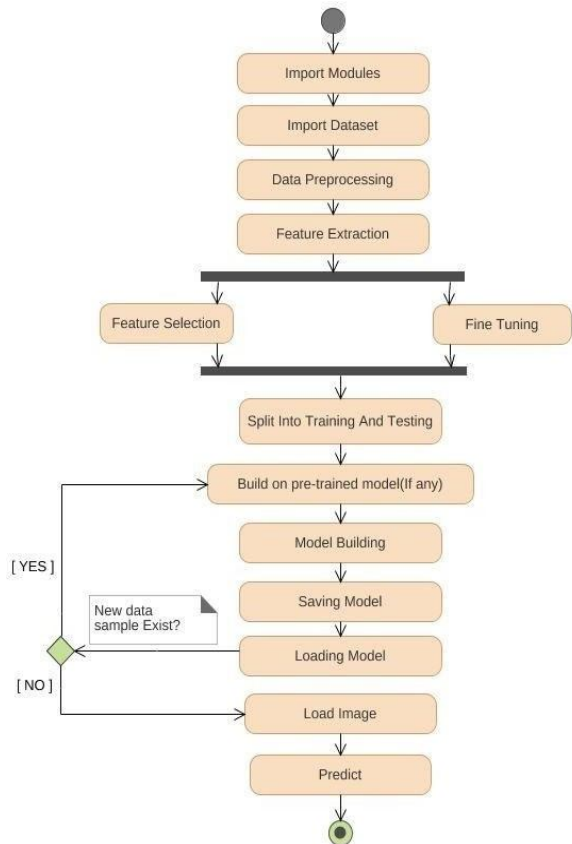 Import Modules
Import Dataset
Data Preprocessing
Feature Extraction
Feature Selection
Fine Tuning
Split Into Training And Testing
Build on pre-trained model(If any)
Model Building
[ YES ]
Saving Model
New data
sample Exist?
Loading Model
[ NO ]
Load Image
Predict